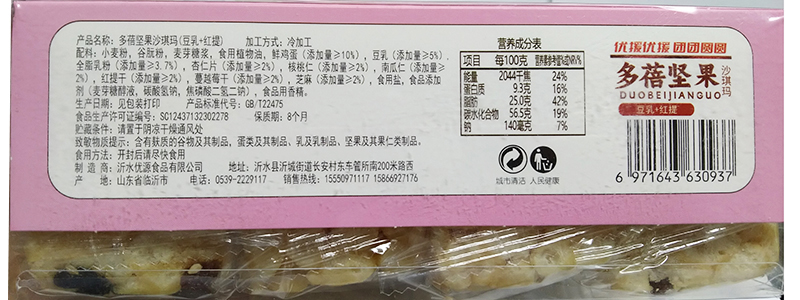 产品名称:多蓓坚果沙琪玛(豆乳+红提) 加工方式:冷加工
配料:小麦粉,谷朊粉,麦芽糖浆,食用植物油,鲜鸡蛋(添加量≥10%),豆乳(添加量≥5%),
全脂乳粉(添加量≥3.7%),杏仁片(添加量≥2%),核桃仁(添加量≥2%),南瓜仁(添加量≥
2%),红提干(添加量≥2%),蔓越莓干(添加量≥2%),芝麻(添加量≥2%),食用盐,食品添加
剂(麦芽糖醇液,碳酸氢钠,焦磷酸二氢二钠),食品用香精。
生产日期:见包装打印 产品标准代号:GB/T22475
食品生产许可证编号:SC12437132302278 保质期:8个月
贮藏条件:请置于阴凉干燥通风处
致敏物质提示:含有麸质的谷物及其制品,蛋类及其制品、乳及乳制品、坚果及其果仁类制品。
食用方法:开封后请尽快食用
制造商:沂水优源食品有限公司 地址:沂水县沂城街道长安村东车管所南200米路西
产地:山东省临沂市 电话:0539-2229117 销售热线:15550971117 15866927176
营养成分表
项目 每100克 营养素参考值%或NRV%
能量 2044千焦 24%
蛋白质 9.3克 16%
脂肪 25.0克 42%
碳水化合物 56.5克 19%
钠 140毫克 7%
城市清洁 人民健康
优援优援 团团圆圆
多蓓坚果 沙琪玛
DUOBEIJIANGUO
豆乳+红提
6 971643 630937